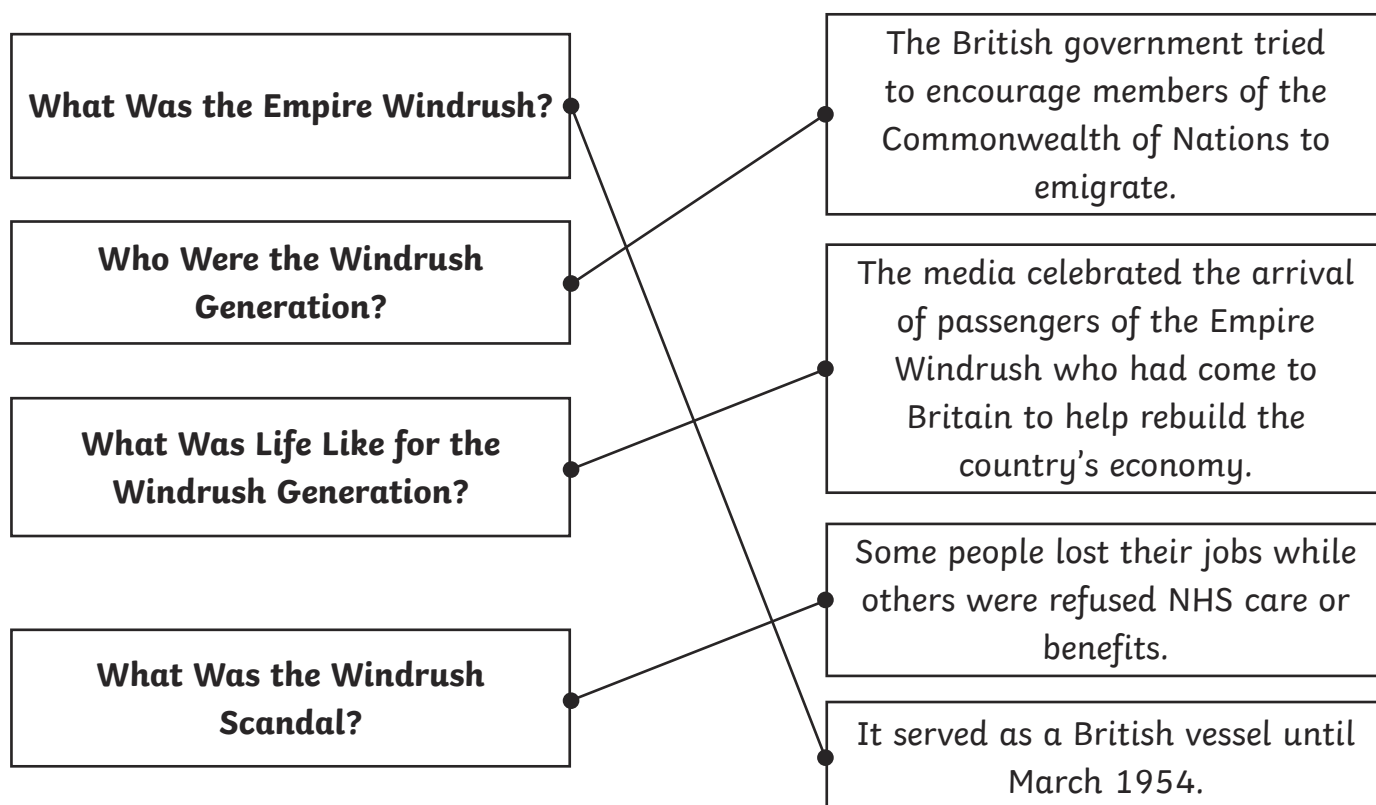 What Was the Empire Windrush?
Who Were the Windrush
Generation?
What Was Life Like for the
Windrush Generation?
What Was the Windrush
Scandal?
The British government tried
to encourage members of the
Commonwealth of Nations to
emigrate.
The media celebrated the arrival
of passengers of the Empire
Windrush who had come to
Britain to help rebuild the
country's economy.
Some people lost their jobs while
others were refused NHS care or
benefits.
It served as a British vessel until
March 1954.